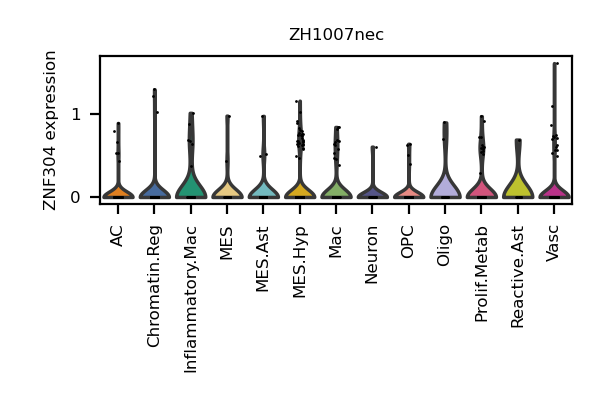 ZH1007nec
ZNF304 expression
1
0
AC
Chromatin.Reg
Inflammatory.Mac
MES
MES.Ast
MES.Hyp
Mac
Neuron
OPC
Oligo
Prolif.Metab
Reactive.Ast
Vasc